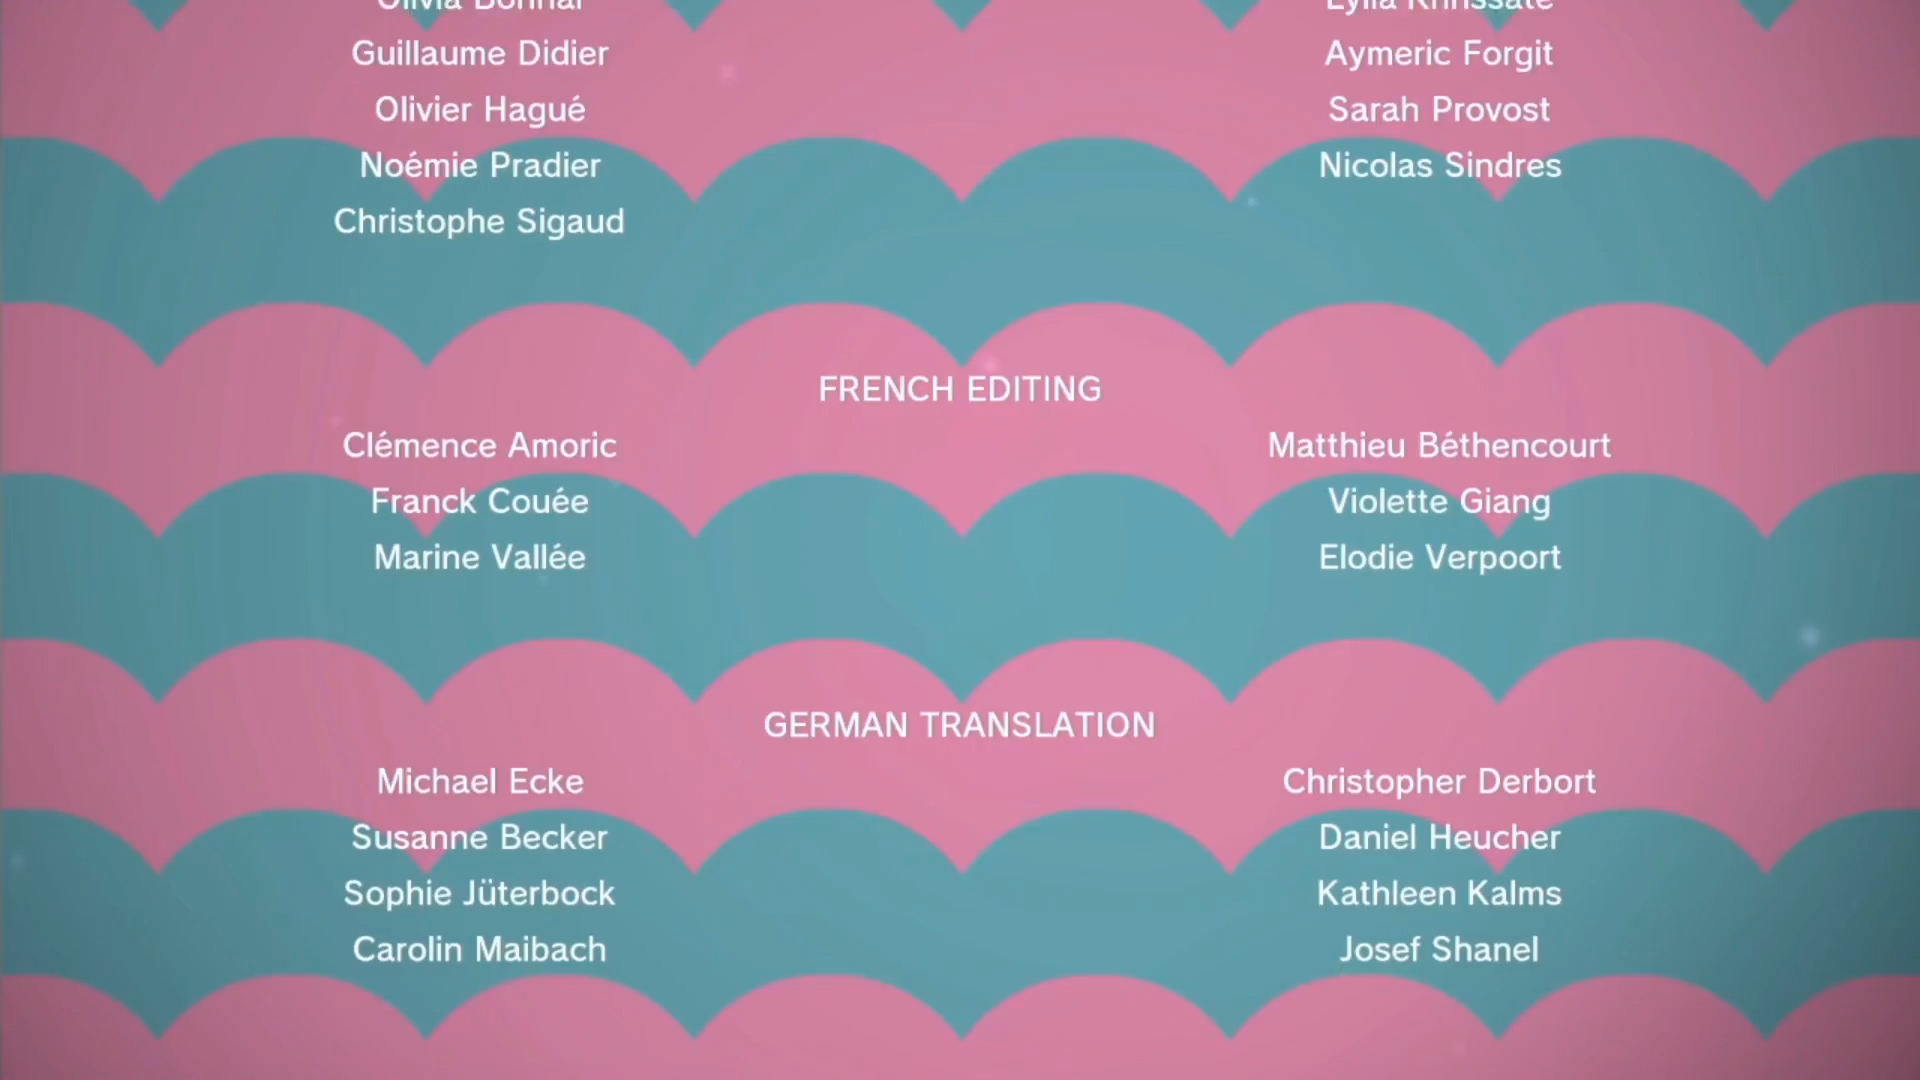 Guillaume Didier Aymeric Forgit
Olivier Hagué Sarah Provost
Noémie Pradier Nicolas Sindres
Christophe Sigaud
FRENCH EDITING
Clémence Amoric Matthieu Béthencourt
Franck Couée Violette Giang
Marine Vallée Elodie Verpoort
GERMAN TRANSLATION
Michael Ecke Christopher Derbort
Susanne Becker Daniel Heucher
Sophie Jüterbock Kathleen Kalms
Carolin Maibach Josef Shanel